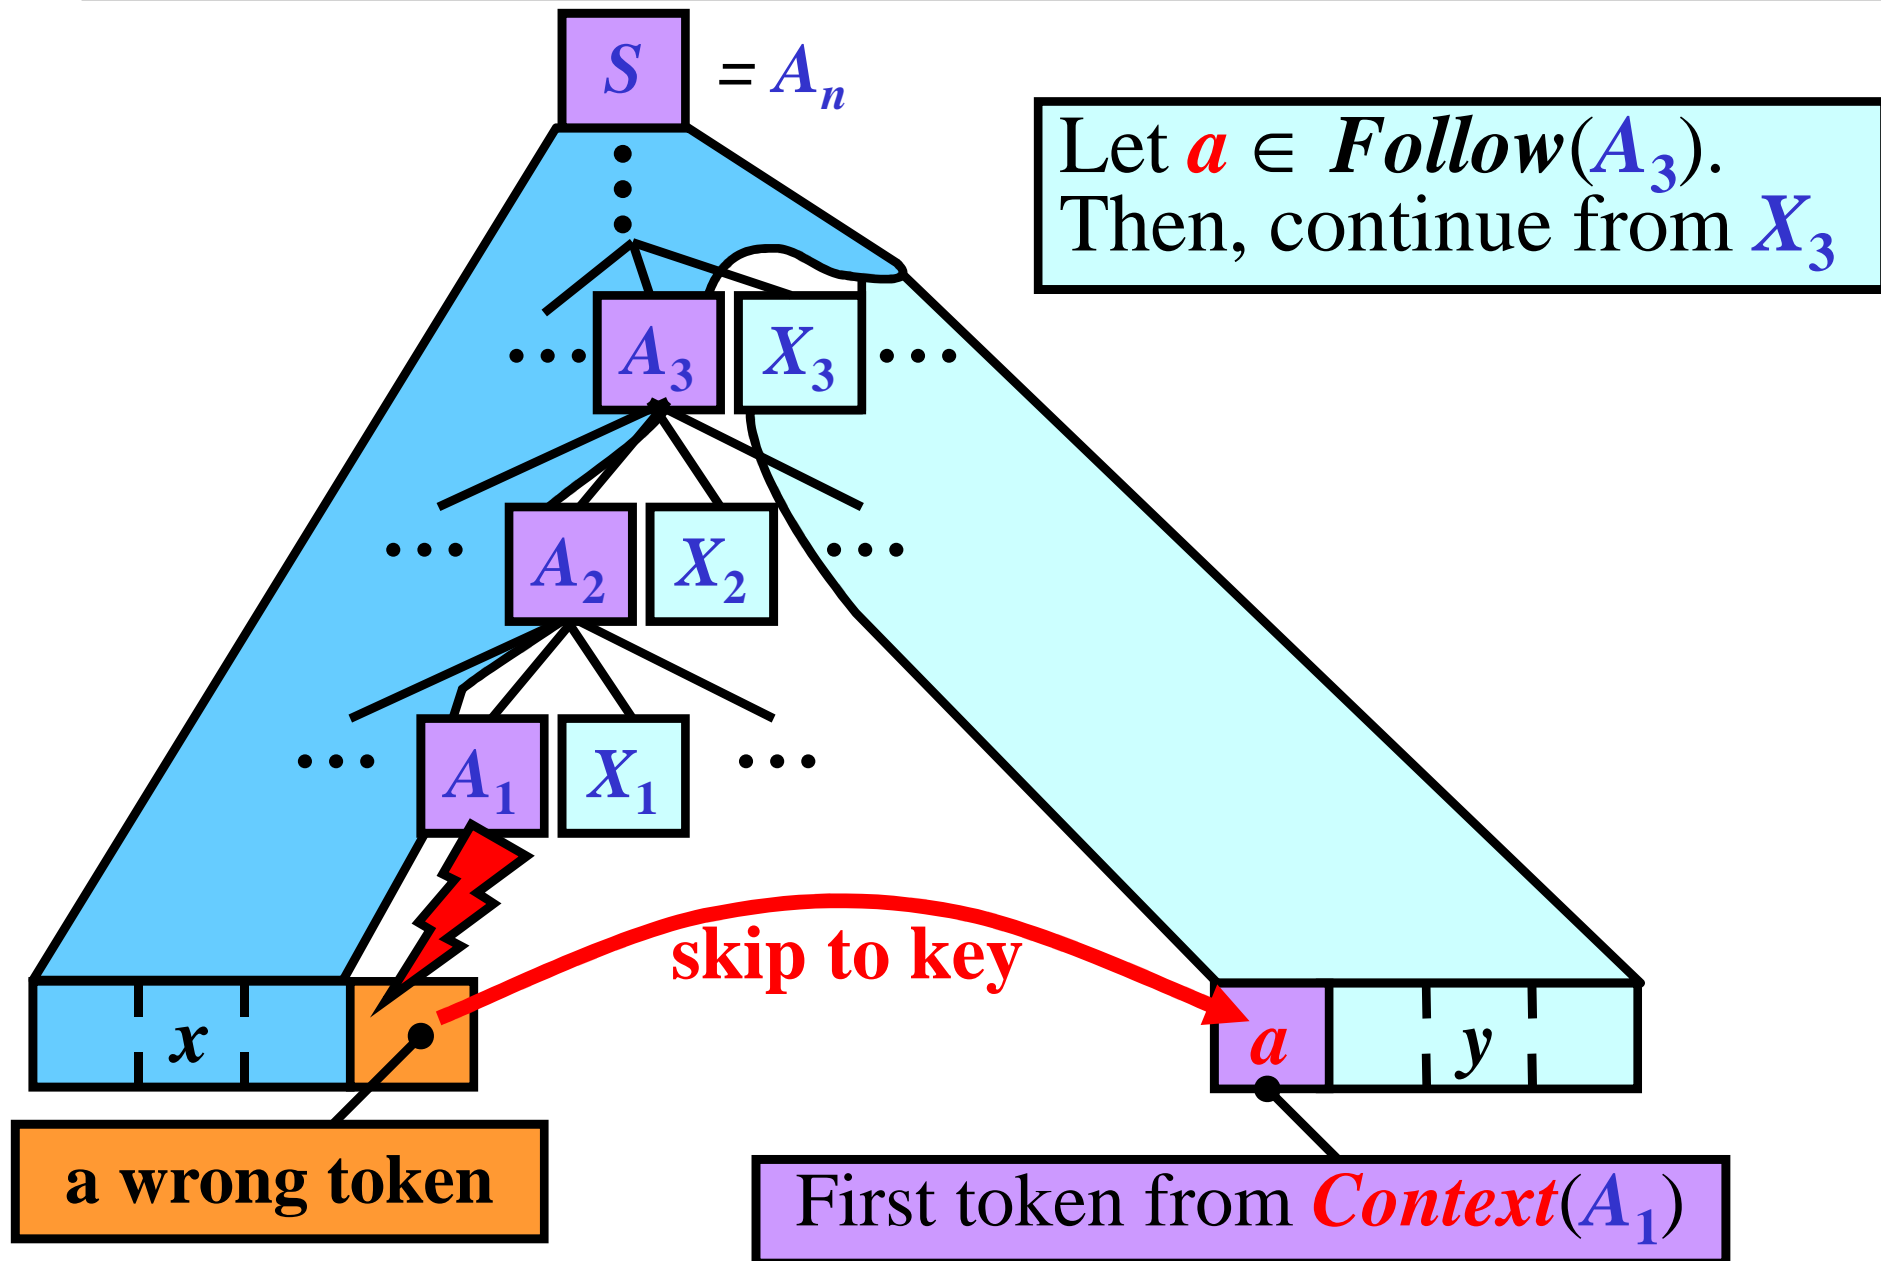 S = Aₙ
Let a ∈ Follow(A₃).
Then, continue from X₃
··· A₃ X₃ ···
··· A₂ X₂ ···
··· A₁ X₁ ···
skip to key
x a y
a wrong token
First token from Context(A₁)